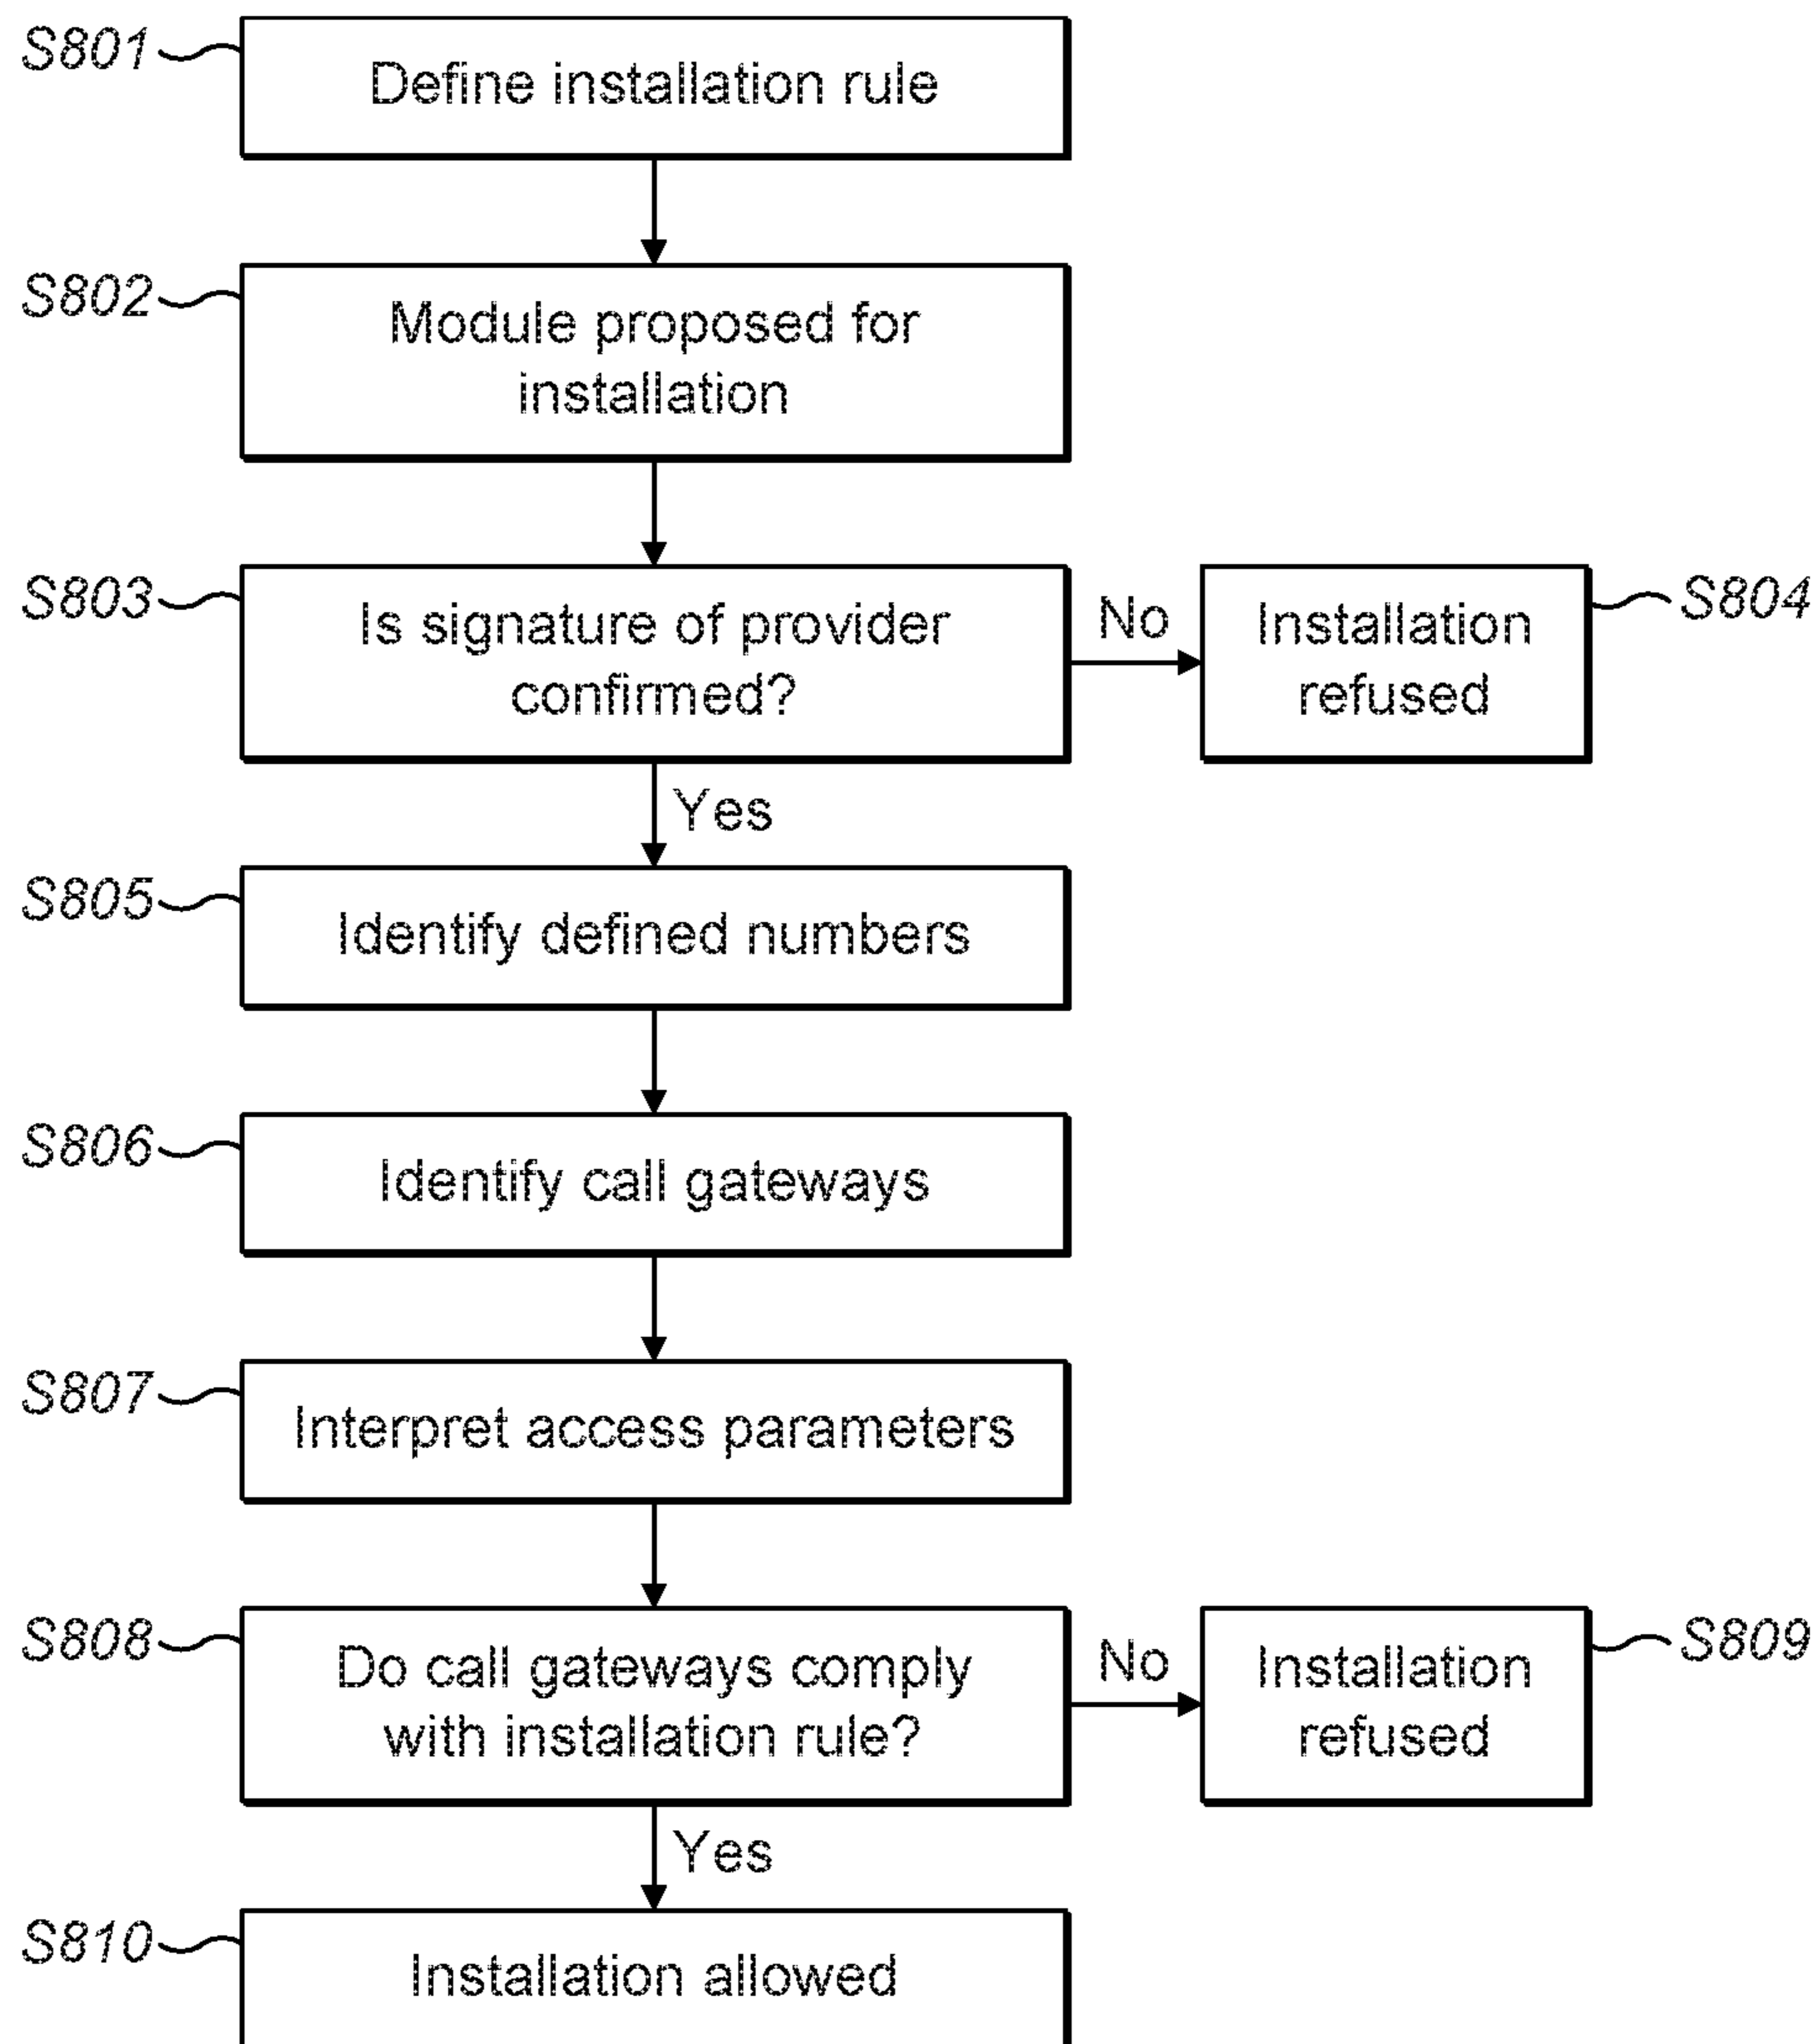 S801
Define installation rule
S802
Module proposed for
installation
S803
Is signature of provider
confirmed?
No
Installation
refused
S804
Yes
S805
Identify defined numbers
S806
Identify call gateways
S807
Interpret access parameters
S808
Do call gateways comply
with installation rule?
No
Installation
refused
S809
Yes
S810
Installation allowed